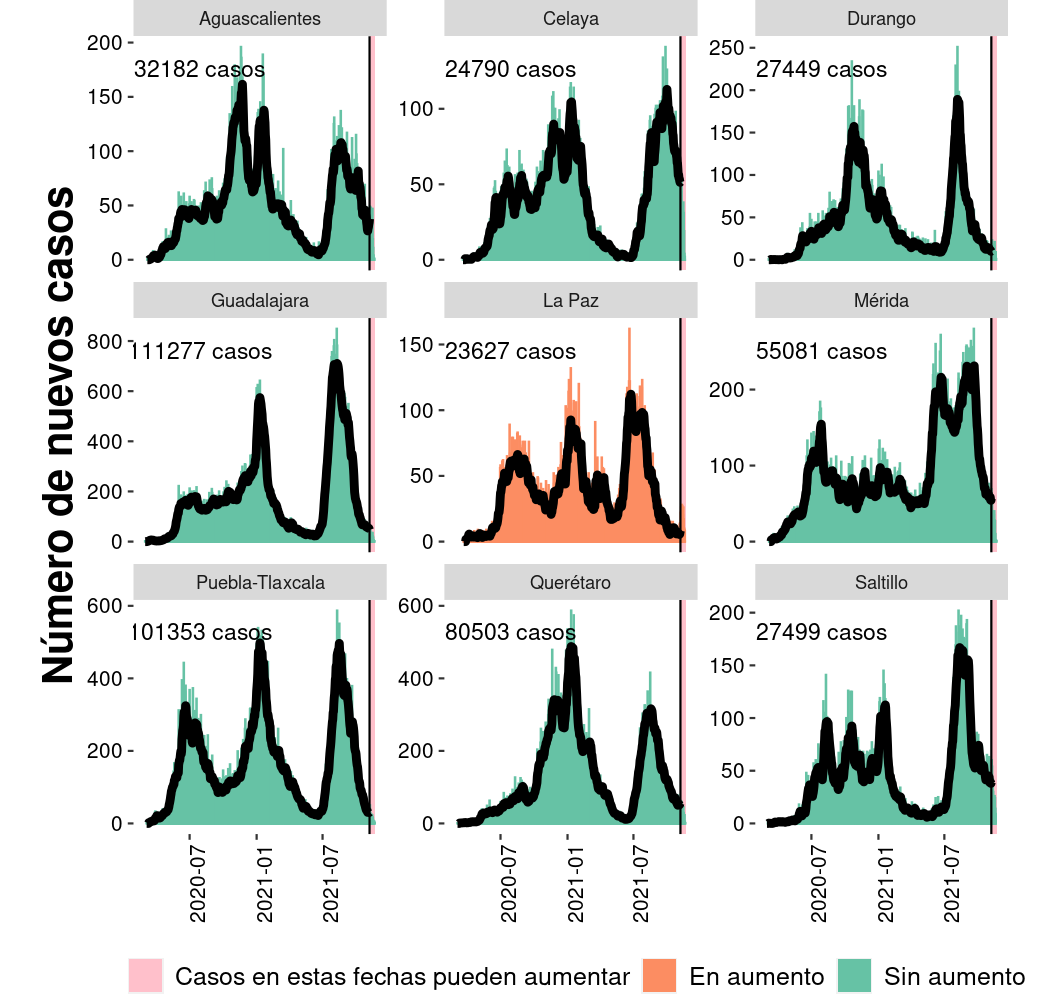 Número de nuevos casos
Aguascalientes
200
150
100
50
0
32182 casos
Celaya
100
50
0
24790 casos
Durango
250
200
150
100
50
0
27449 casos
Guadalajara
800
600
400
200
0
111277 casos
La Paz
150
100
50
0
23627 casos
Mérida
200
100
0
55081 casos
Puebla-Tlaxcala
600
400
200
0
101353 casos
Querétaro
600
400
200
0
80503 casos
Saltillo
200
150
100
50
0
27499 casos
2020-07
2021-01
2021-07
2020-07
2021-01
2021-07
2020-07
2021-01
2021-07
Casos en estas fechas pueden aumentar
En aumento
Sin aumento